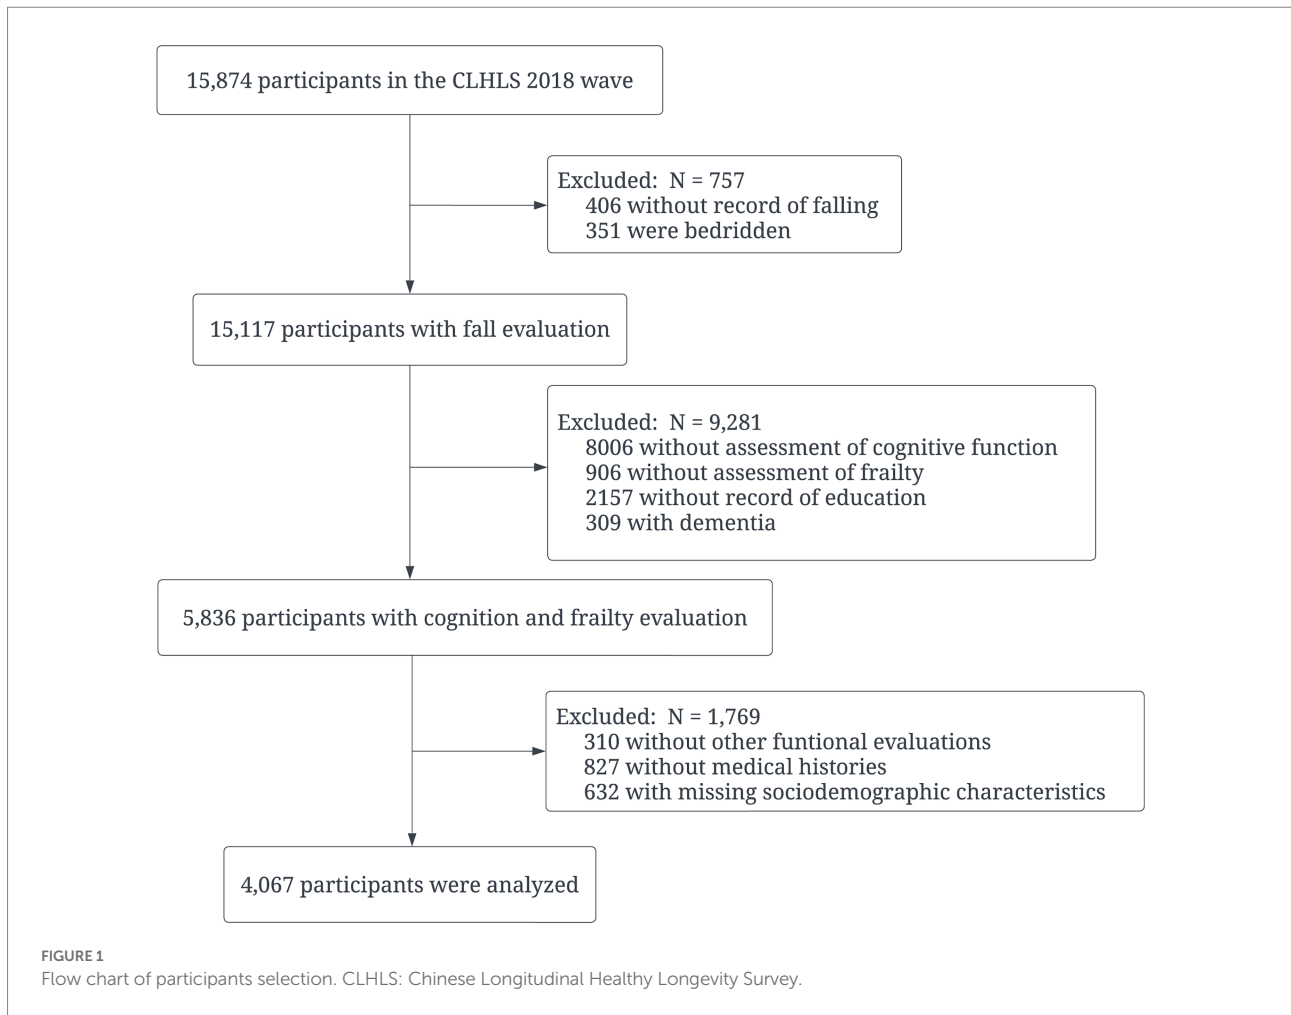 15,874 participants in the CLHLS 2018 wave
Excluded: N = 757
406 without record of falling
351 were bedridden
15,117 participants with fall evaluation
Excluded: N = 9,281
8006 without assessment of cognitive function
906 without assessment of frailty
2157 without record of education
309 with dementia
5,836 participants with cognition and frailty evaluation
Excluded: N = 1,769
310 without other funtional evaluations
827 without medical histories
632 with missing sociodemographic characteristics
4,067 participants were analyzed
FIGURE 1
Flow chart of participants selection. CLHLS: Chinese Longitudinal Healthy Longevity Survey.